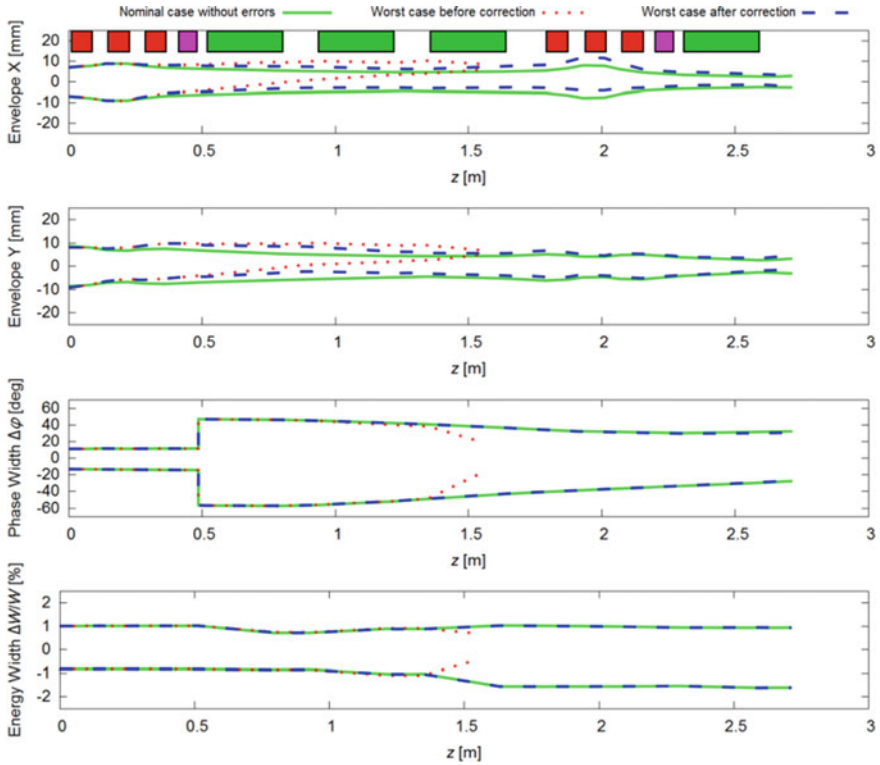 Nominal case without errors Worst case before correction Worst case after correction
Envelope X [mm]
20
10
0
-10
-20
0 0.5 1 1.5 2 2.5 3
z [m]
Envelope Y [mm]
20
10
0
-10
-20
0 0.5 1 1.5 2 2.5 3
z [m]
Phase Width Δφ [deg]
60
40
20
0
-20
-40
-60
0 0.5 1 1.5 2 2.5 3
z [m]
Energy Width ΔW/W [%]
2
1
0
-1
-2
0 0.5 1 1.5 2 2.5 3
z [m]